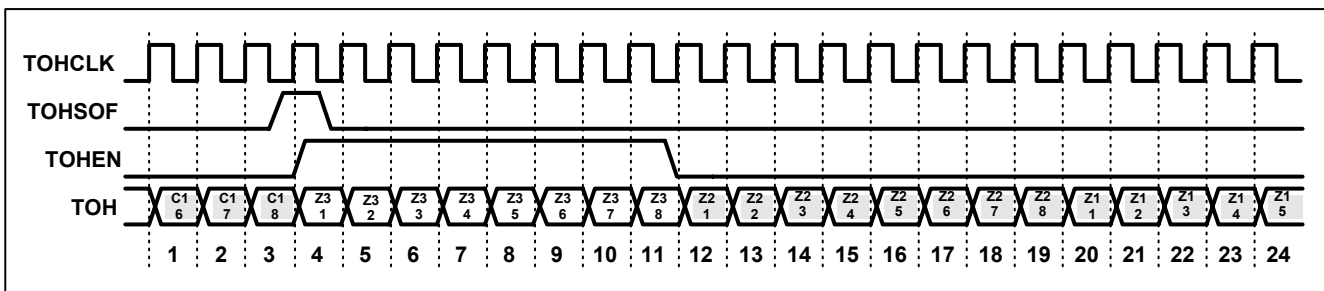 TOHCLK
TOHSOF
TOHEN
TOH C1 6 C1 7 C1 8 Z3 1 Z3 2 Z3 3 Z3 4 Z3 5 Z3 6 Z3 7 Z3 8 Z2 1 Z2 2 Z2 3 Z2 4 Z2 5 Z2 6 Z2 7 Z2 8 Z1 1 Z1 2 Z1 3 Z1 4 Z1 5
1 2 3 4 5 6 7 8 9 10 11 12 13 14 15 16 17 18 19 20 21 22 23 24